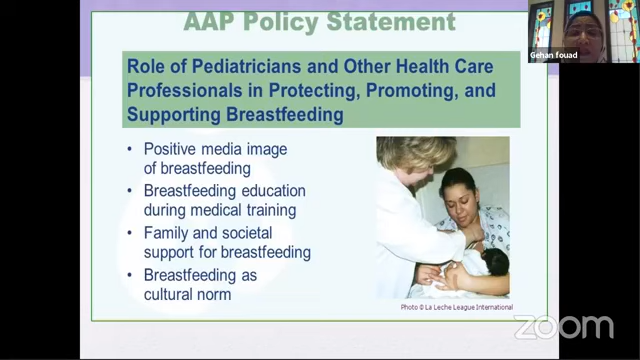 AAP Policy Statement
Role of Pediatricians and Other Health Care
Professionals in Protecting, Promoting, and
Supporting Breastfeeding
• Positive media image
of breastfeeding
• Breastfeeding education
during medical training
• Family and societal
support for breastfeeding
• Breastfeeding as
cultural norm
Photo © La Leche League International
Gehan fouad
zoom